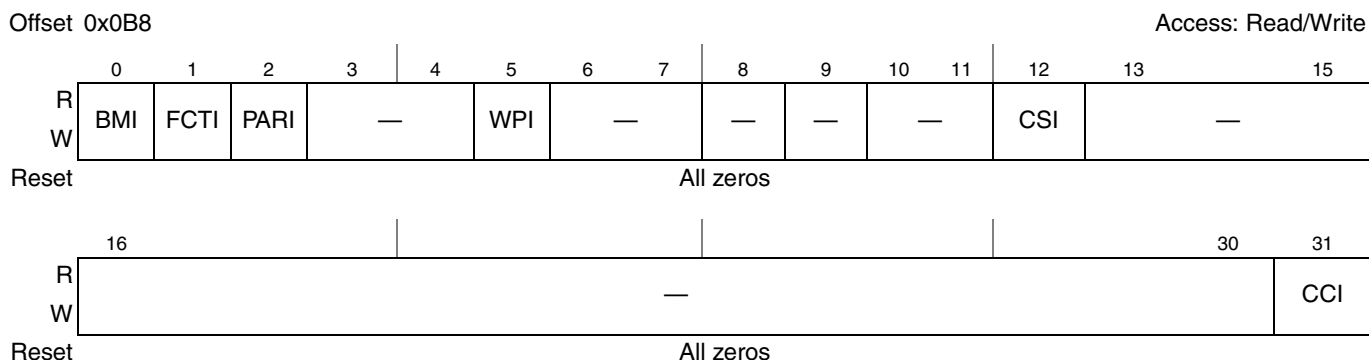 Offset 0x0B8 Access: Read/Write
0 1 2 3 4 5 6 7 8 9 10 11 12 13 15
R
BMI FCTI PARI — WPI — — — — CSI —
W
Reset All zeros
16 30 31
R
— CCI
W
Reset All zeros